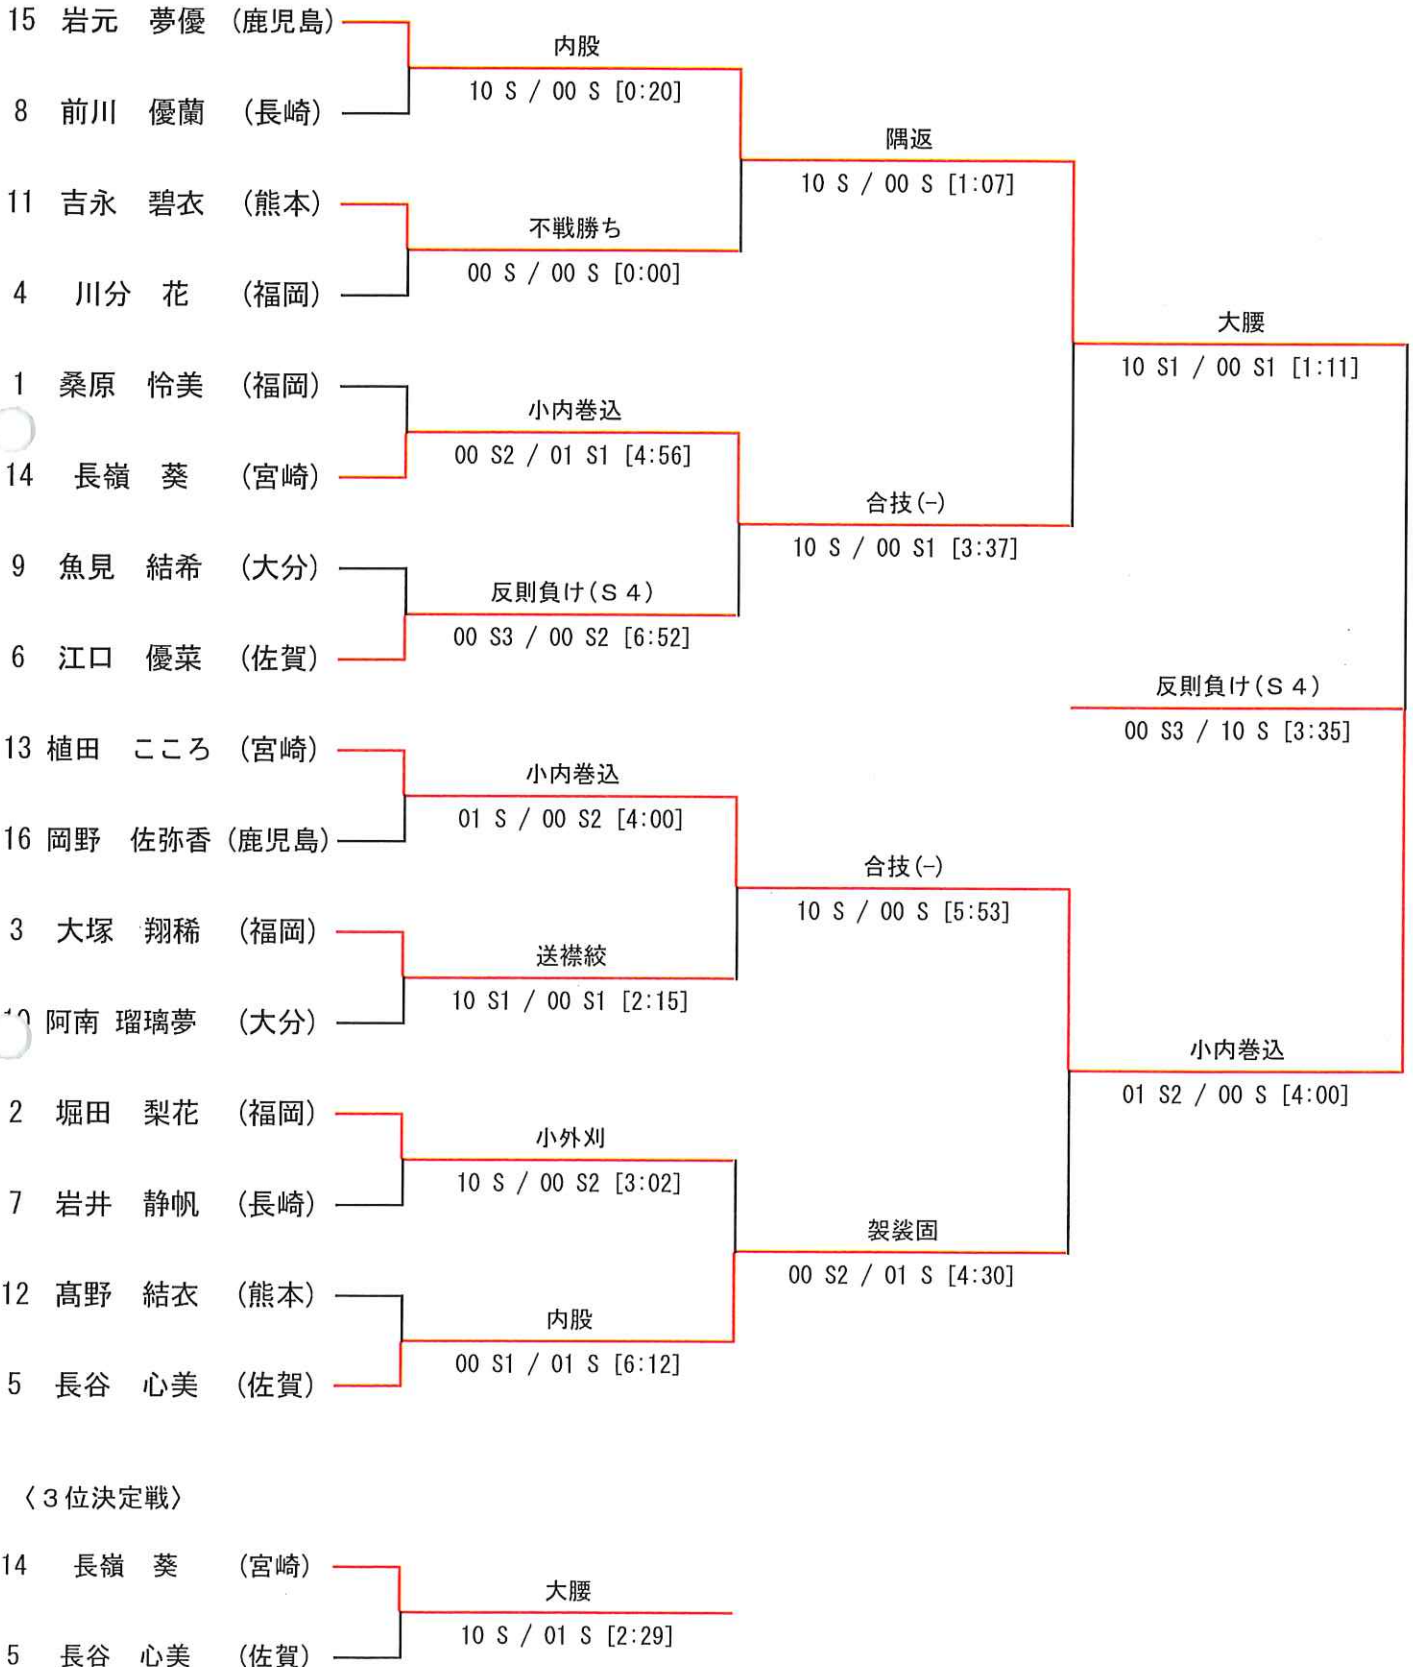 15 岩元 夢優 (鹿児島)
内股
10 S / 00 S [0:20]
8 前川 優蘭 (長崎)
隅返
10 S / 00 S [1:07]
11 吉永 碧衣 (熊本)
不戦勝ち
00 S / 00 S [0:00]
4 川分 花 (福岡)
大腰
10 S1 / 00 S1 [1:11]
1 桑原 怜美 (福岡)
小内巻込
00 S2 / 01 S1 [4:56]
14 長嶺 葵 (宮崎)
合技(-)
10 S / 00 S1 [3:37]
9 魚見 結希 (大分)
反則負け(S4)
00 S3 / 00 S2 [6:52]
6 江口 優菜 (佐賀)
反則負け(S4)
00 S3 / 10 S [3:35]
13 植田 こころ (宮崎)
小内巻込
01 S / 00 S2 [4:00]
16 岡野 佐弥香 (鹿児島)
合技(-)
10 S / 00 S [5:53]
3 大塚 翔稀 (福岡)
送襟絞
10 S1 / 00 S1 [2:15]
10 阿南 瑠璃夢 (大分)
小内巻込
01 S2 / 00 S [4:00]
2 堀田 梨花 (福岡)
小外刈
10 S / 00 S2 [3:02]
7 岩井 静帆 (長崎)
袈裟固
00 S2 / 01 S [4:30]
12 髙野 結衣 (熊本)
内股
00 S1 / 01 S [6:12]
5 長谷 心美 (佐賀)
〈3位決定戦〉
14 長嶺 葵 (宮崎)
大腰
10 S / 01 S [2:29]
5 長谷 心美 (佐賀)